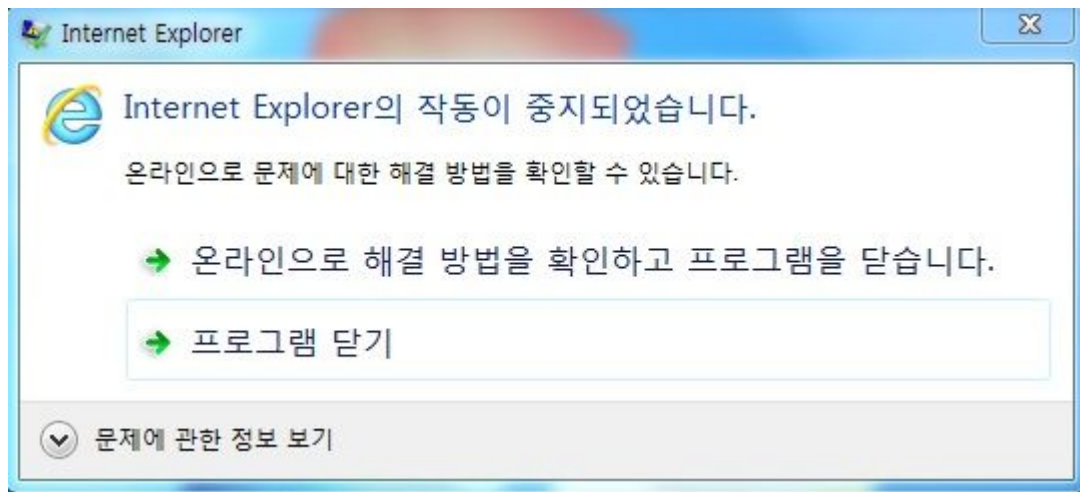 Internet Explorer
Internet Explorer의 작동이 중지되었습니다.
온라인으로 문제에 대한 해결 방법을 확인할 수 있습니다.
온라인으로 해결 방법을 확인하고 프로그램을 닫습니다.
프로그램 닫기
문제에 관한 정보 보기